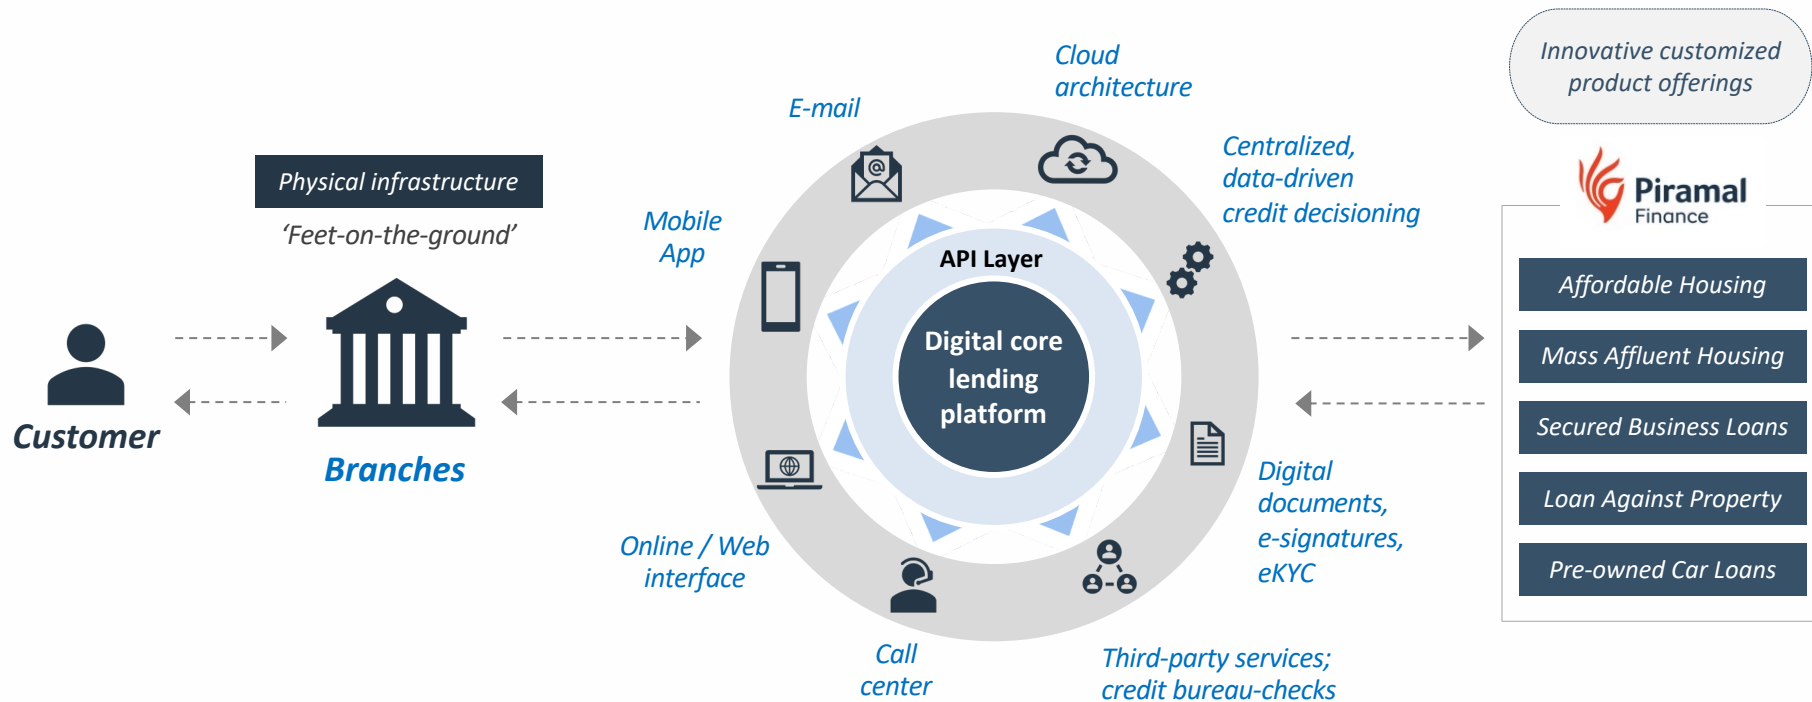 Physical infrastructure
‘Feet-on-the-ground’
Customer
Branches
E-mail
Mobile
App
Online / Web
interface
Call
center
Cloud
architecture
Centralized,
data-driven
credit decisioning
Digital
documents,
e-signatures,
eKYC
Third-party services;
credit bureau-checks
API Layer
Digital core
lending
platform
@
Innovative customized
product offerings
Piramal
Finance
Affordable Housing
Mass Affluent Housing
Secured Business Loans
Loan Against Property
Pre-owned Car Loans